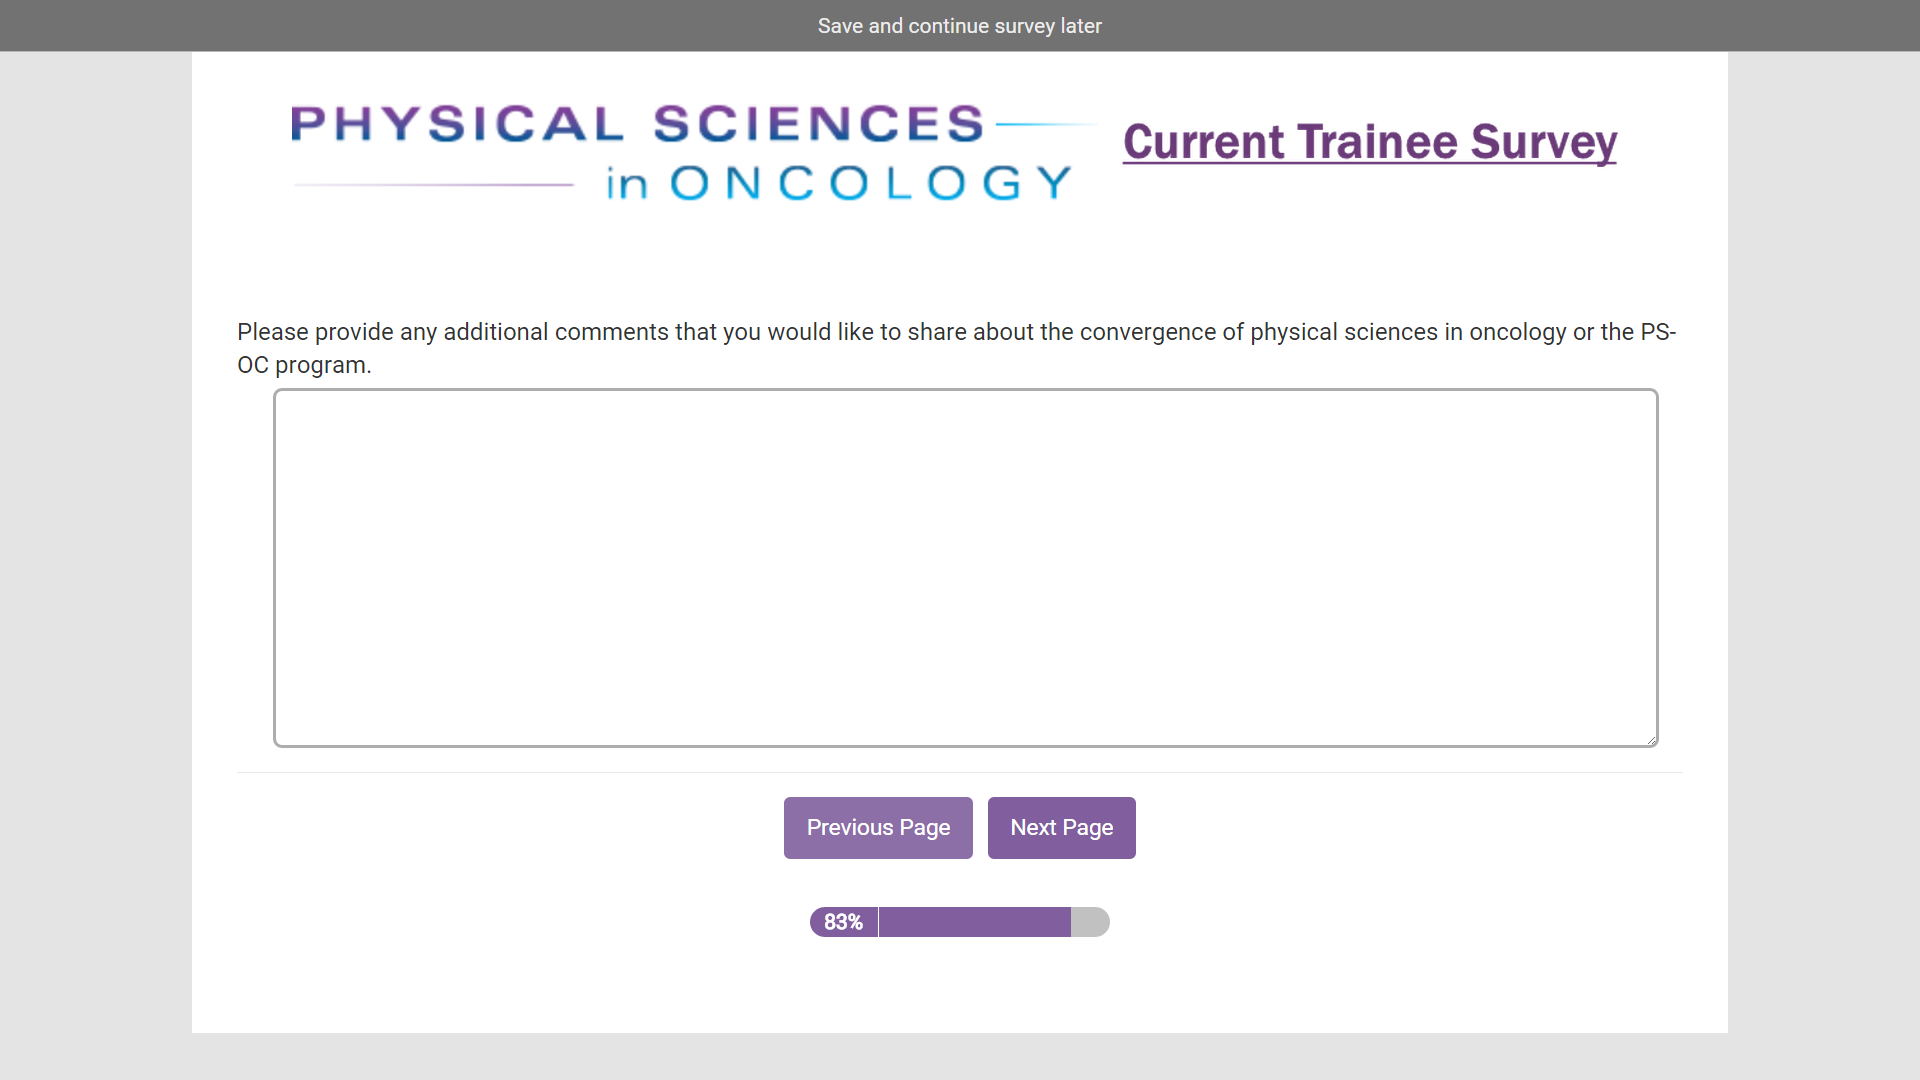 Save and continue survey later
PHYSICAL SCIENCES
in ONCOLOGY
Current Trainee Survey
Please provide any additional comments that you would like to share about the convergence of physical sciences in oncology or the PS-
OC program.
Previous Page
Next Page
83%